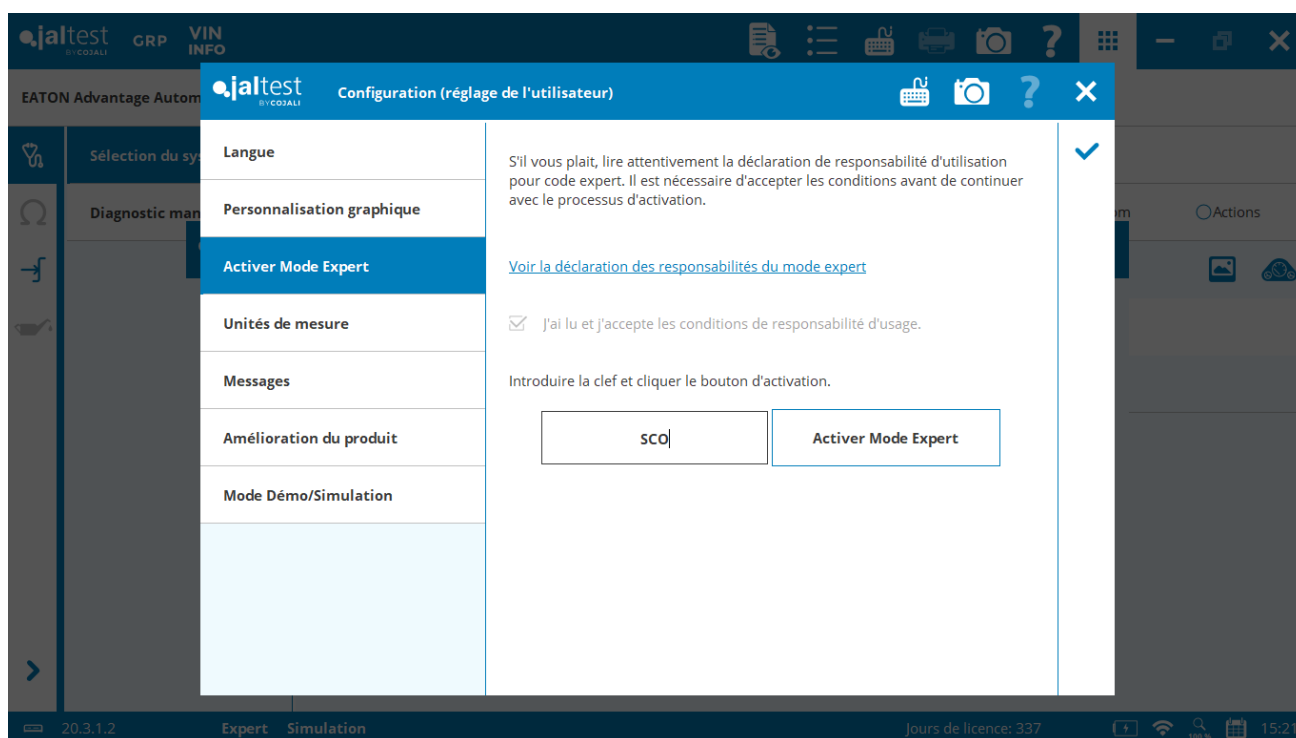 jaltest
BY COJALI
GRP
VIN
INFO
?
EATON Advantage Autom
jaltest
BY COJALI
Configuration (réglage de l'utilisateur)
?
Sélection du sy
Diagnostic man
om
Actions
Langue
Personnalisation graphique
Activer Mode Expert
Unités de mesure
Messages
Amélioration du produit
Mode Démo/Simulation
S'il vous plait, lire attentivement la déclaration de responsabilité d'utilisation
pour code expert. Il est nécessaire d'accepter les conditions avant de continuer
avec le processus d'activation.
Voir la déclaration des responsabilités du mode expert
J'ai lu et j'accepte les conditions de responsabilité d'usage.
Introduire la clef et cliquer le bouton d'activation.
SCO
Activer Mode Expert
20.3.1.2
Expert
Simulation
Jours de licence: 337
100 %
15:21